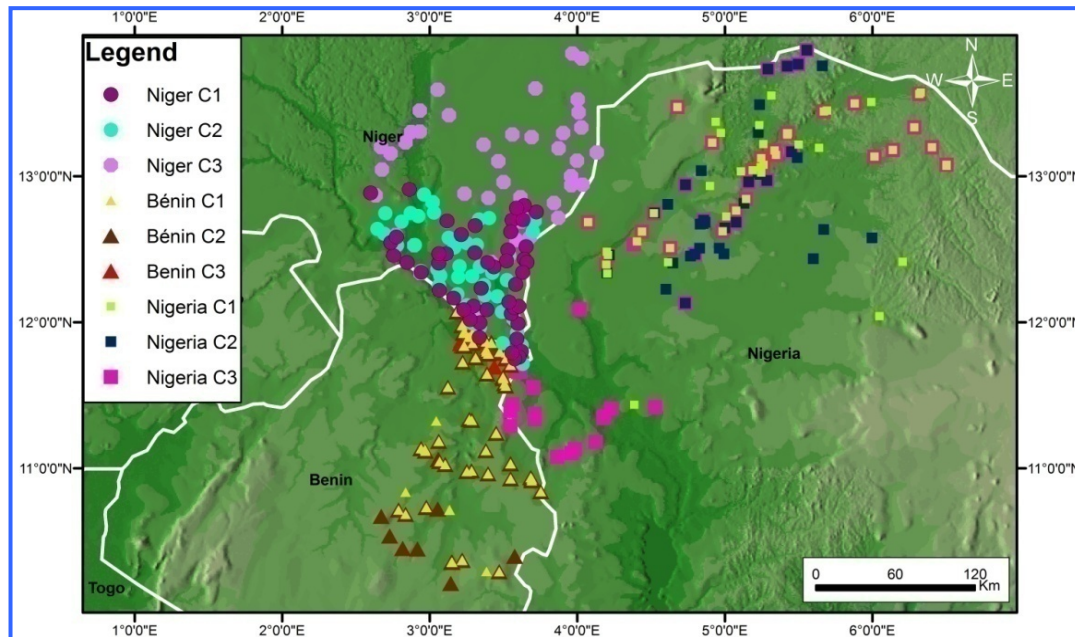 1°0'0"E 2°0'0"E 3°0'0"E 4°0'0"E 5°0'0"E 6°0'0"E
Legend
Niger C1
Niger C2
Niger C3
Bénin C1
Bénin C2
Benin C3
Nigeria C1
Nigeria C2
Nigeria C3
N
W E
S
Niger
13°0'0"N 13°0'0"N
12°0'0"N 12°0'0"N
Nigeria
11°0'0"N 11°0'0"N
Benin
Togo
0 60 120
Km
1°0'0"E 2°0'0"E 3°0'0"E 4°0'0"E 5°0'0"E 6°0'0"E